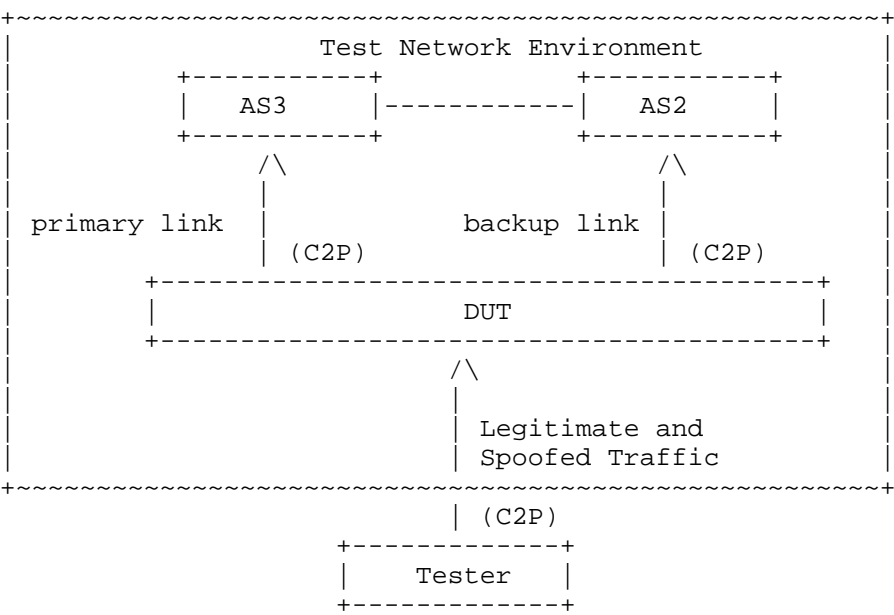 Test Network Environment
AS3 AS2
primary link backup link
(C2P) (C2P)
DUT
Legitimate and
Spoofed Traffic
(C2P)
Tester